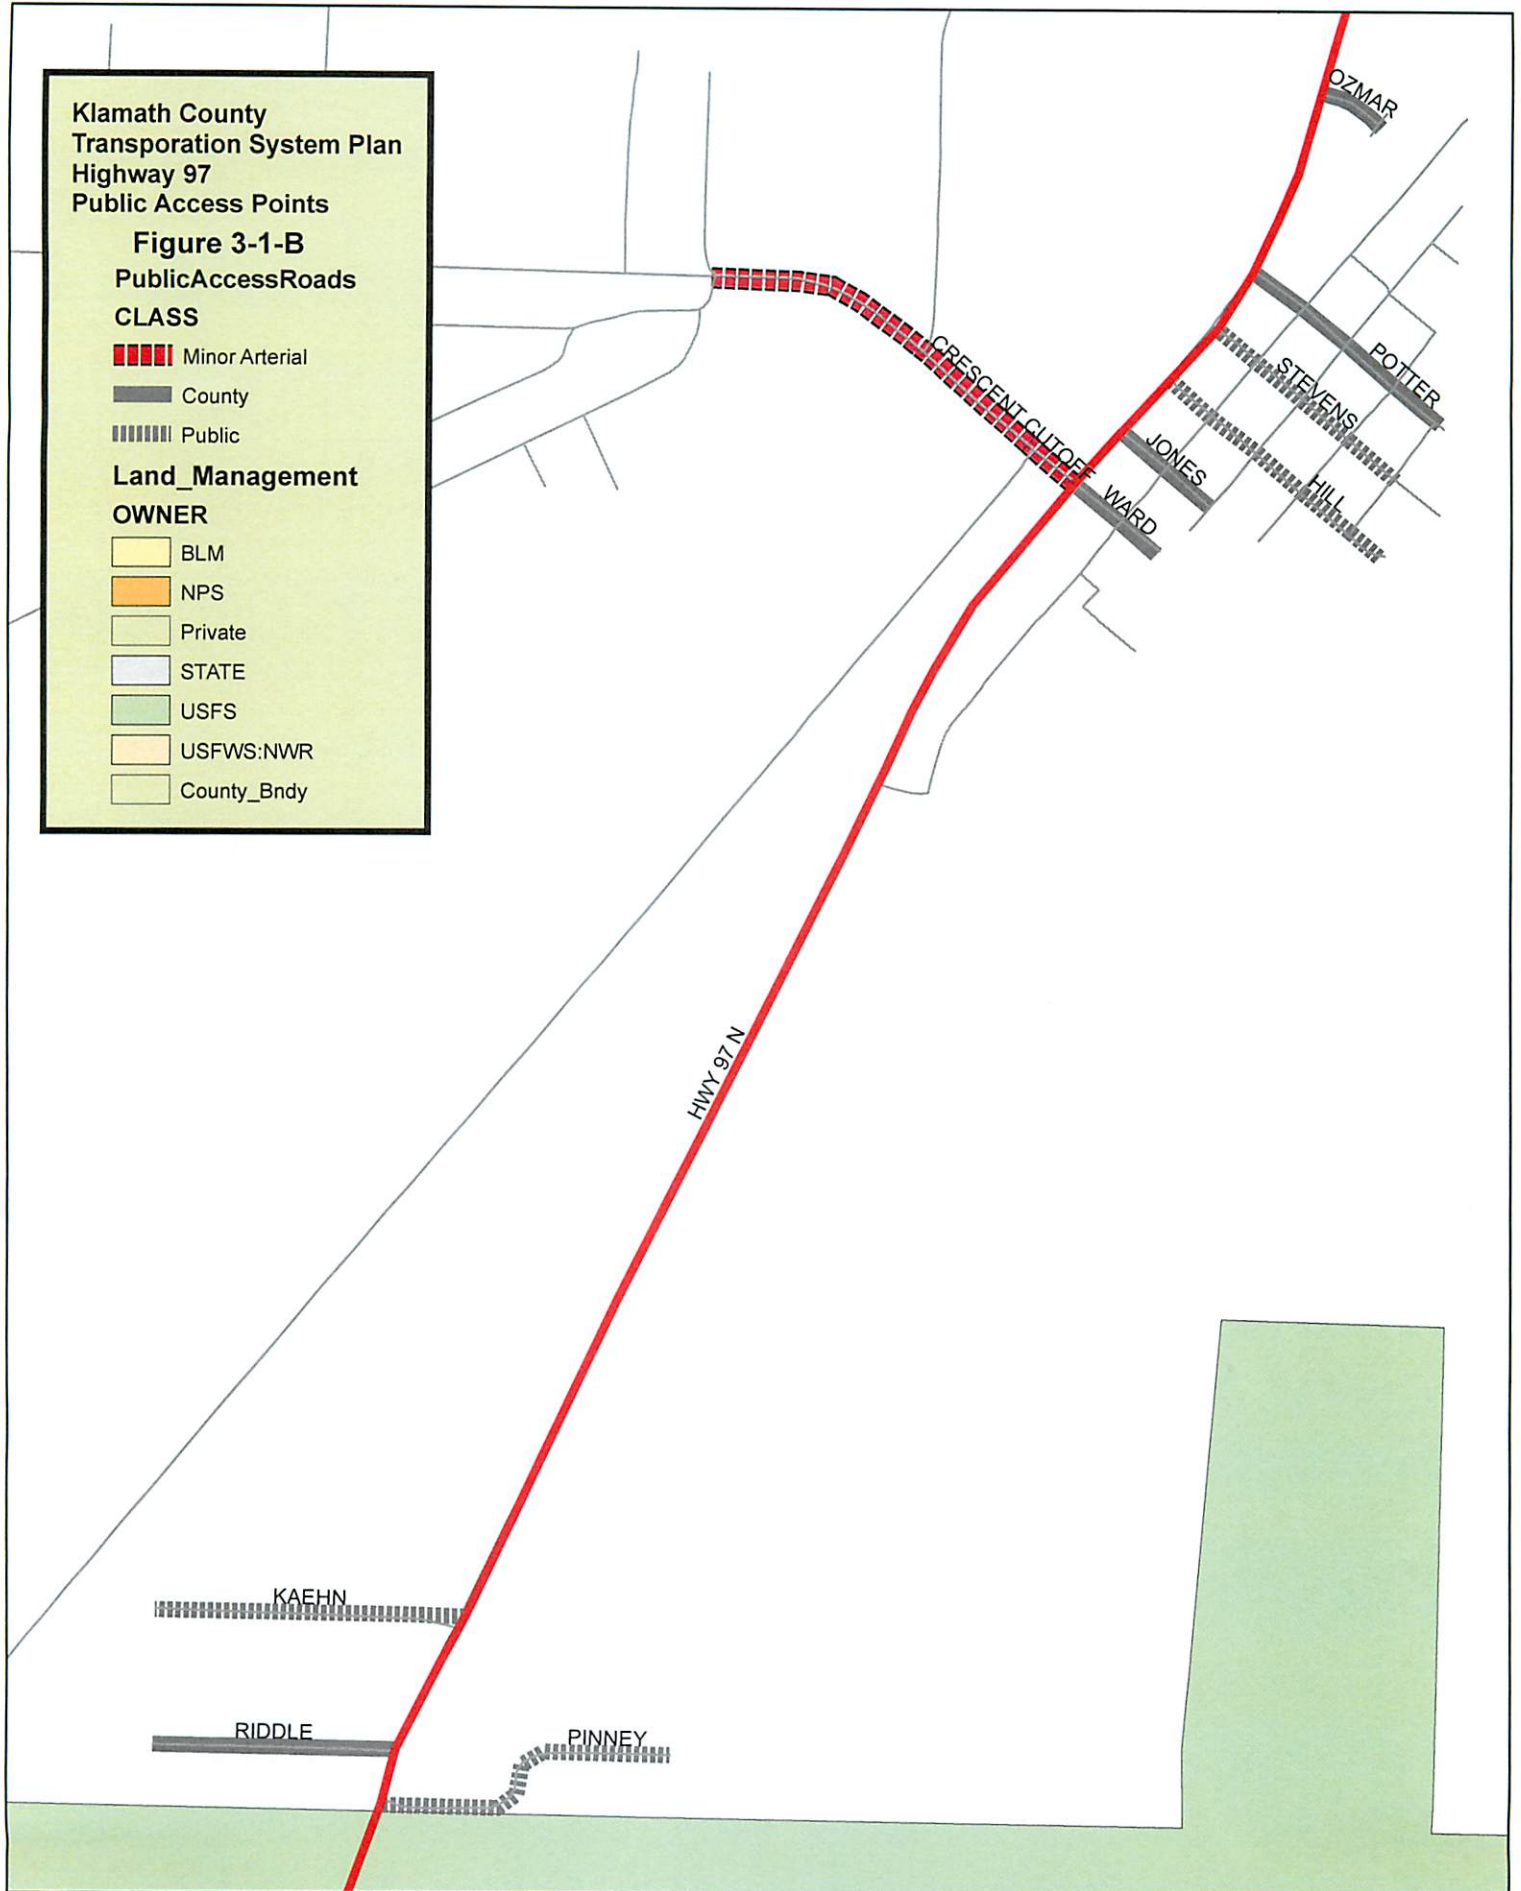 Klamath County
Transporation System Plan
Highway 97
Public Access Points
Figure 3-1-B
PublicAccessRoads
CLASS
Minor Arterial
County
Public
Land_Management
OWNER
BLM
NPS
Private
STATE
USFS
USFWS:NWR
County_Bndy
OZMAR
CRESCENT CUTOFF
POTTER
STEVENS
JONES
HILL
WARD
HWY 97 N
KAEHN
RIDDLE
PINNEY